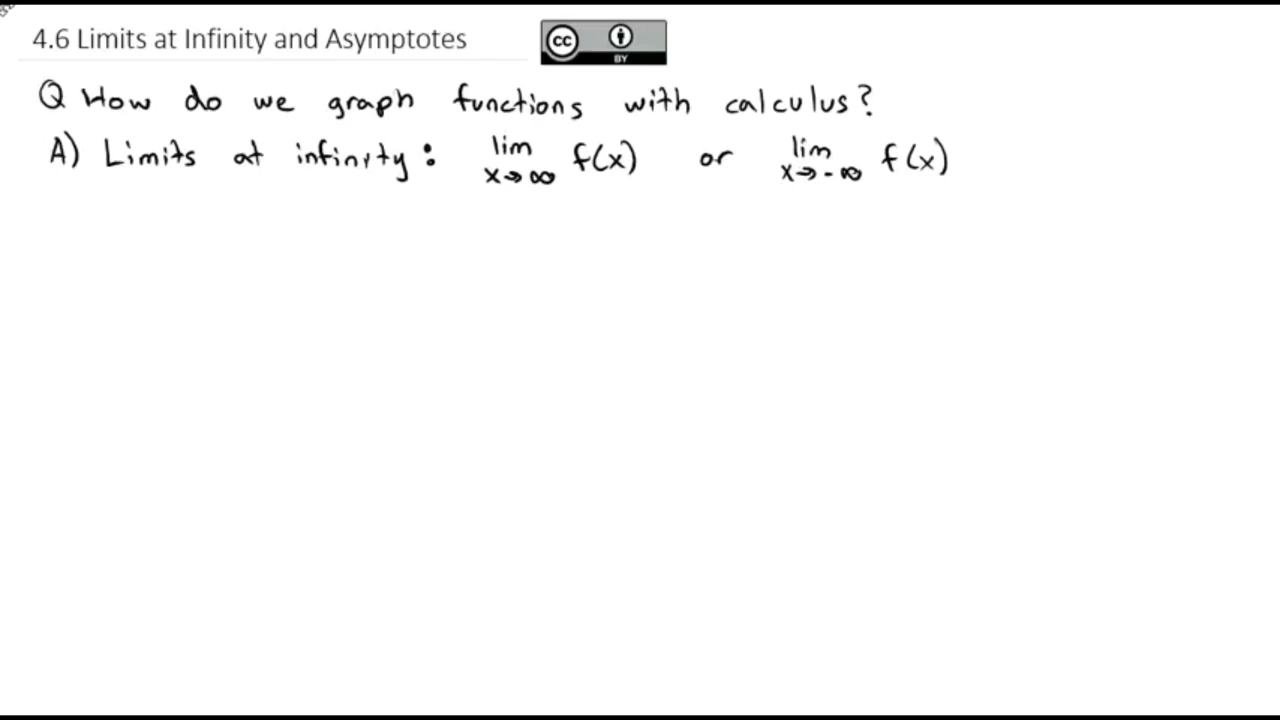 4.6 Limits at Infinity and Asymptotes
cc BY
Q How do we graph functions with calculus?
A) Limits at infinity: lim x→∞ f(x) or lim x→-∞ f(x)